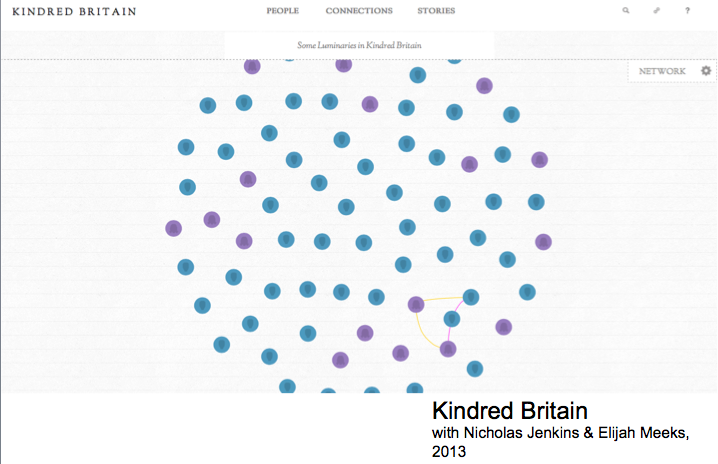 KINDRED BRITAIN
PEOPLE CONNECTIONS STORIES ?
Some Luminaries in Kindred Britain
NETWORK
Kindred Britain
with Nicholas Jenkins & Elijah Meeks,
2013